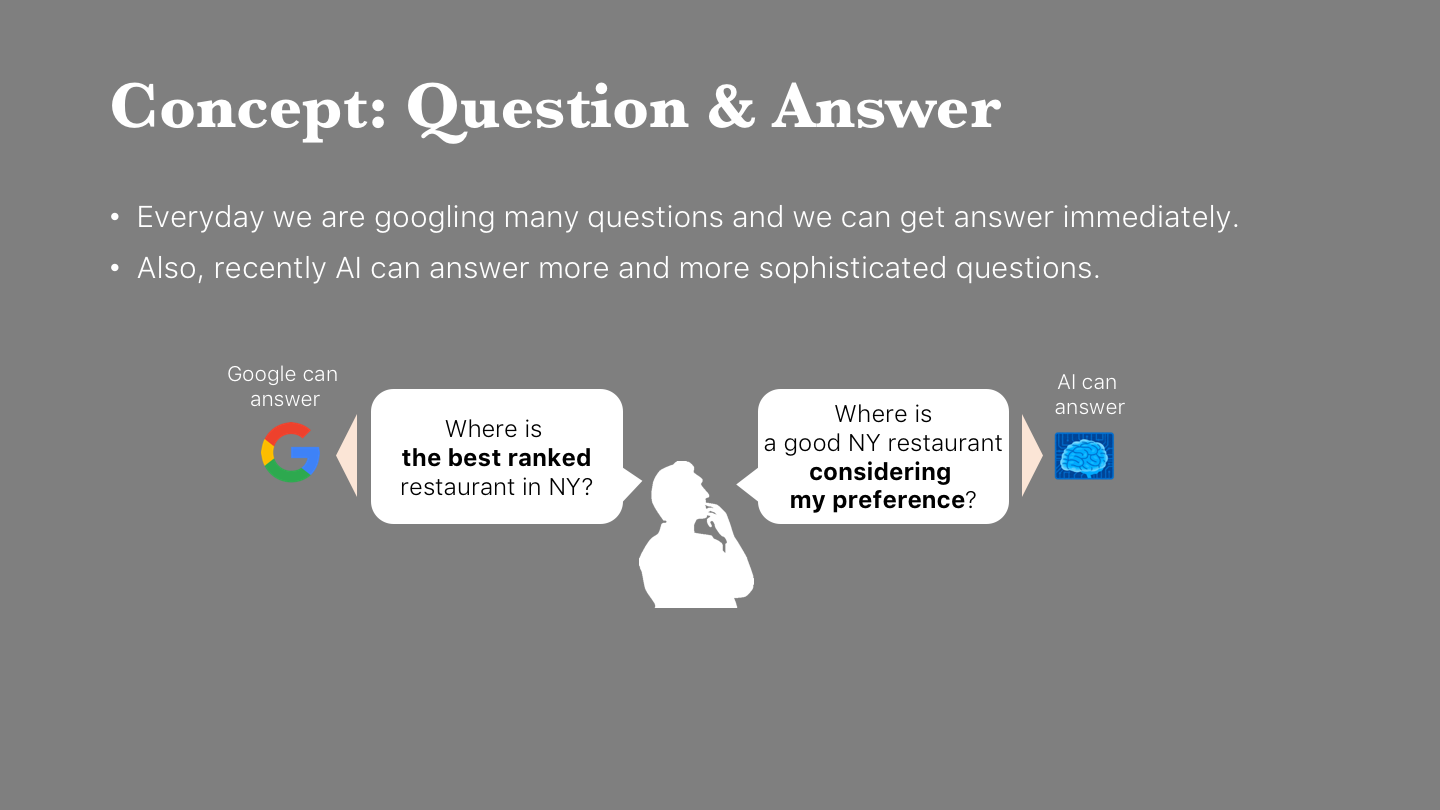 Concept: Question & Answer
• Everyday we are googling many questions and we can get answer immediately.
• Also, recently AI can answer more and more sophisticated questions.
Google can
answer
Where is
the best ranked
restaurant in NY?
Where is
a good NY restaurant
considering
my preference?
AI can
answer